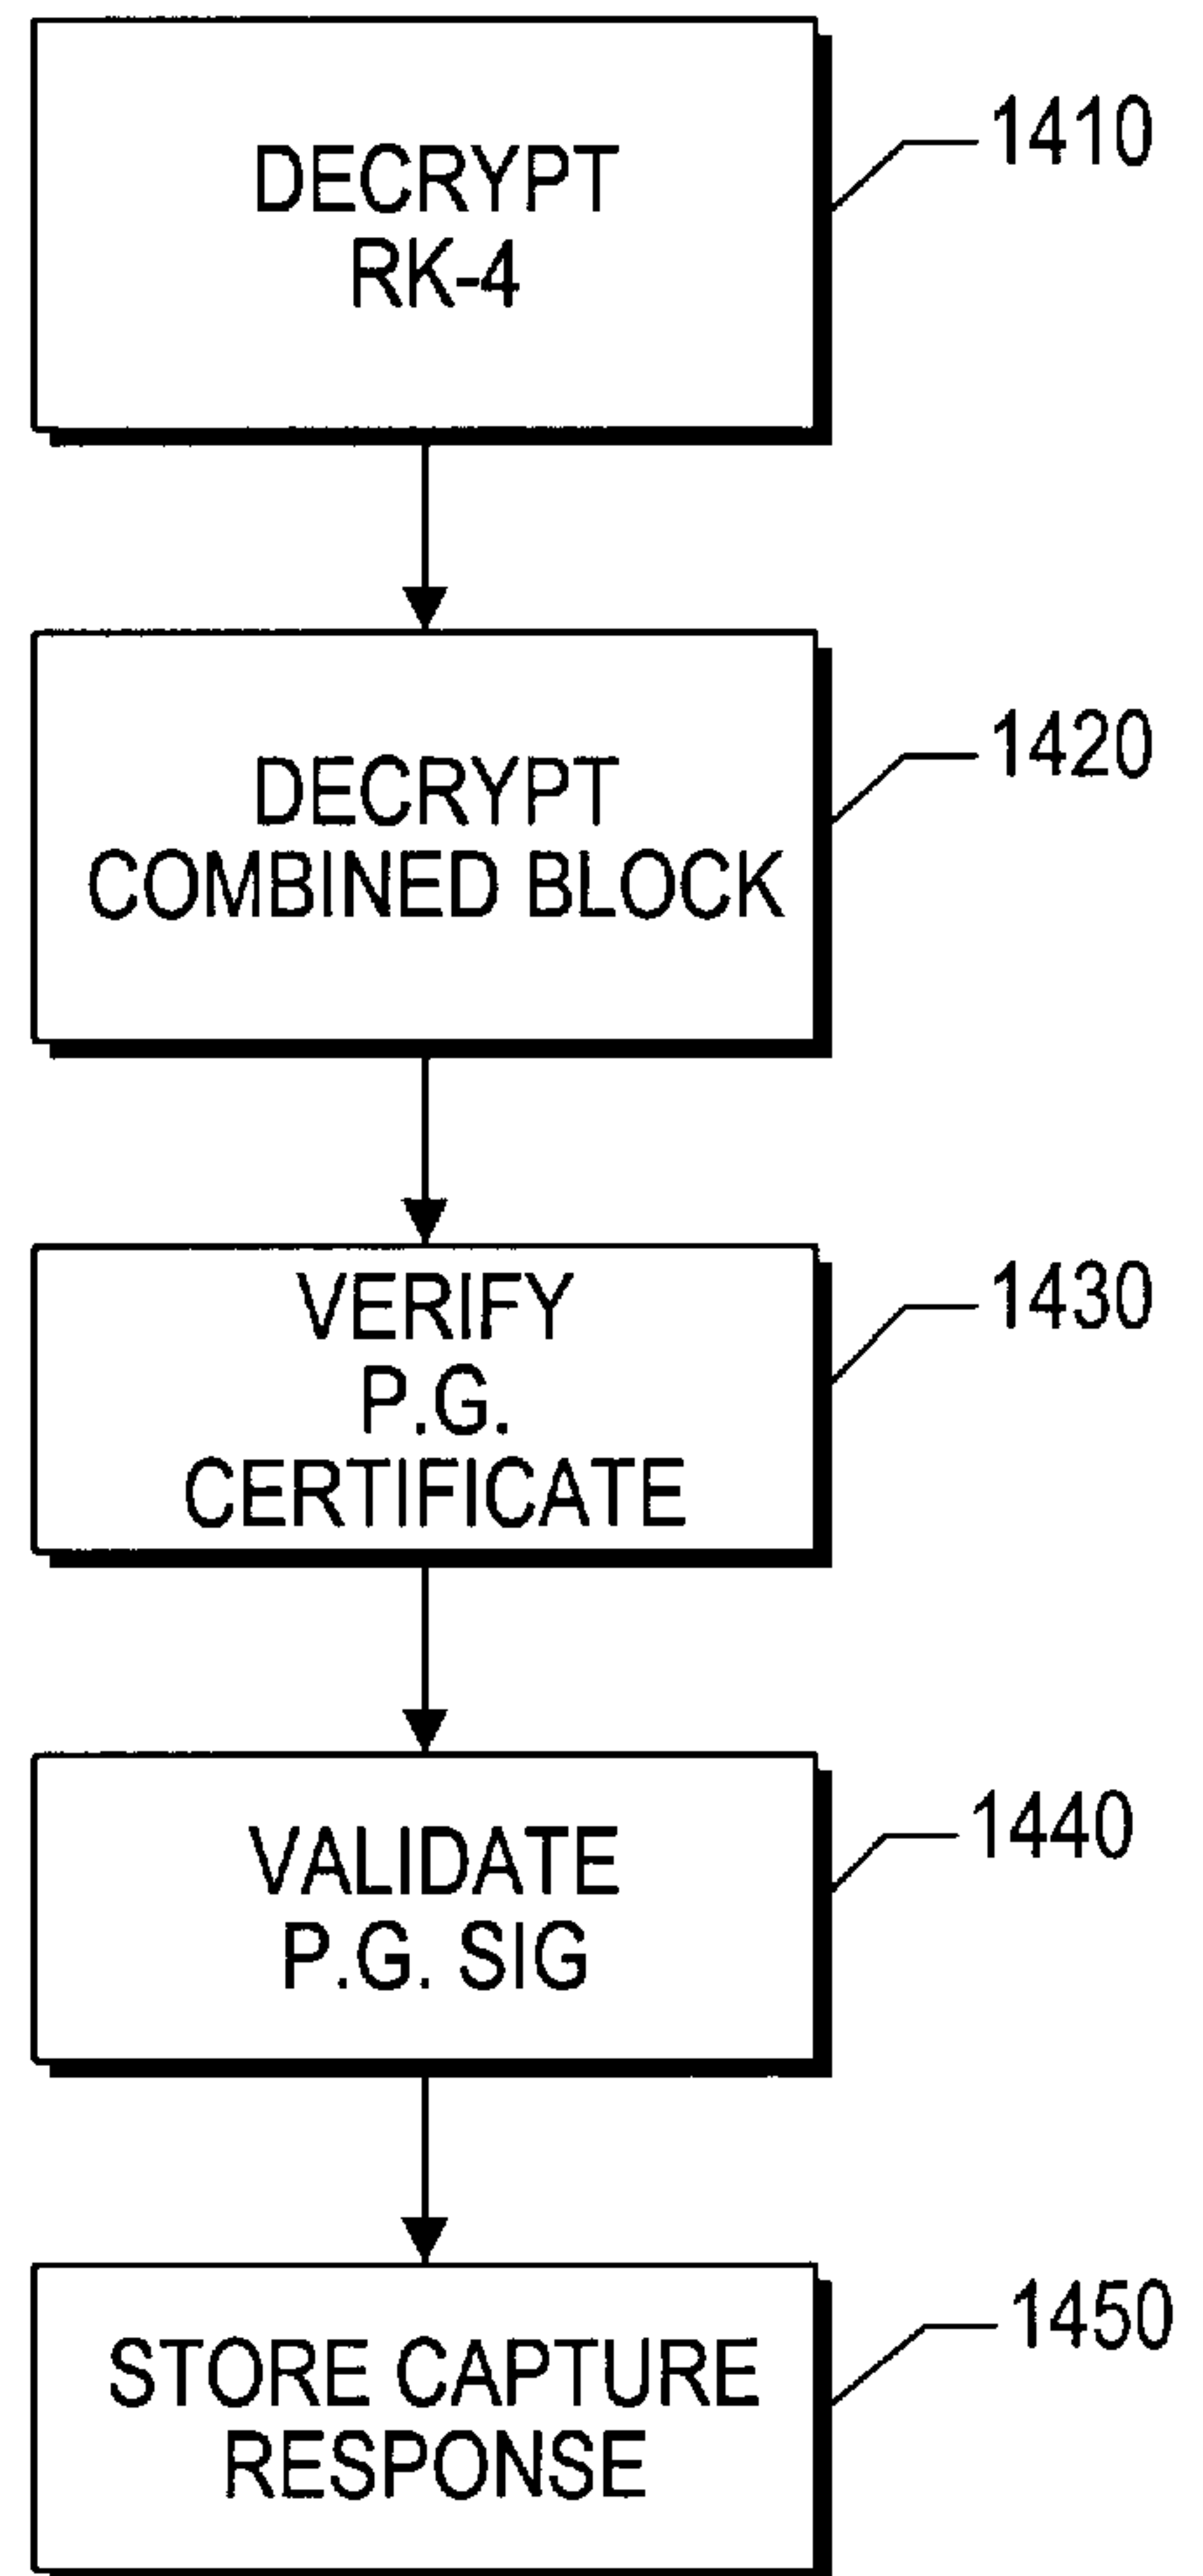 DECRYPT
RK-4
1410
DECRYPT
COMBINED BLOCK
1420
VERIFY
P.G.
CERTIFICATE
1430
VALIDATE
P.G. SIG
1440
STORE CAPTURE
RESPONSE
1450